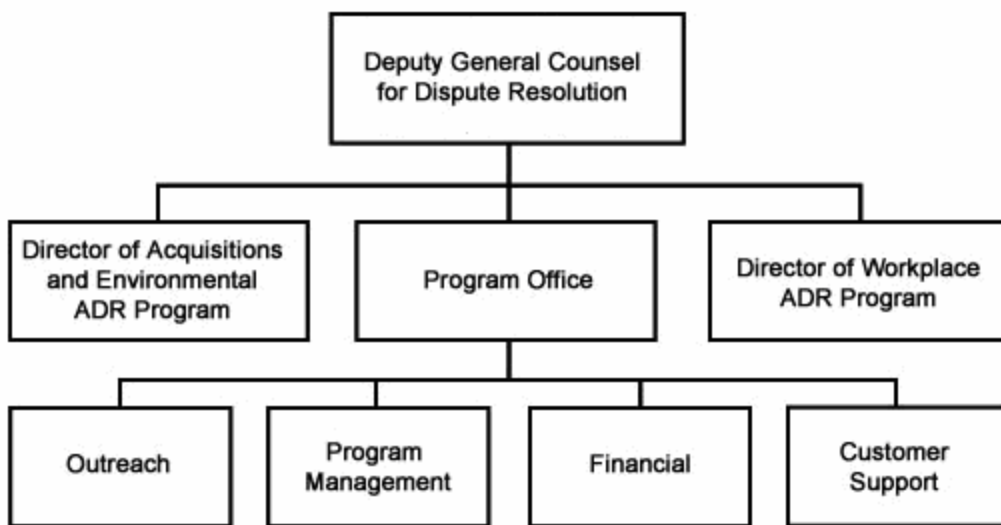 Deputy General Counsel
for Dispute Resolution
Director of Acquisitions
and Environmental
ADR Program
Program Office
Director of Workplace
ADR Program
Outreach
Program
Management
Financial
Customer
Support